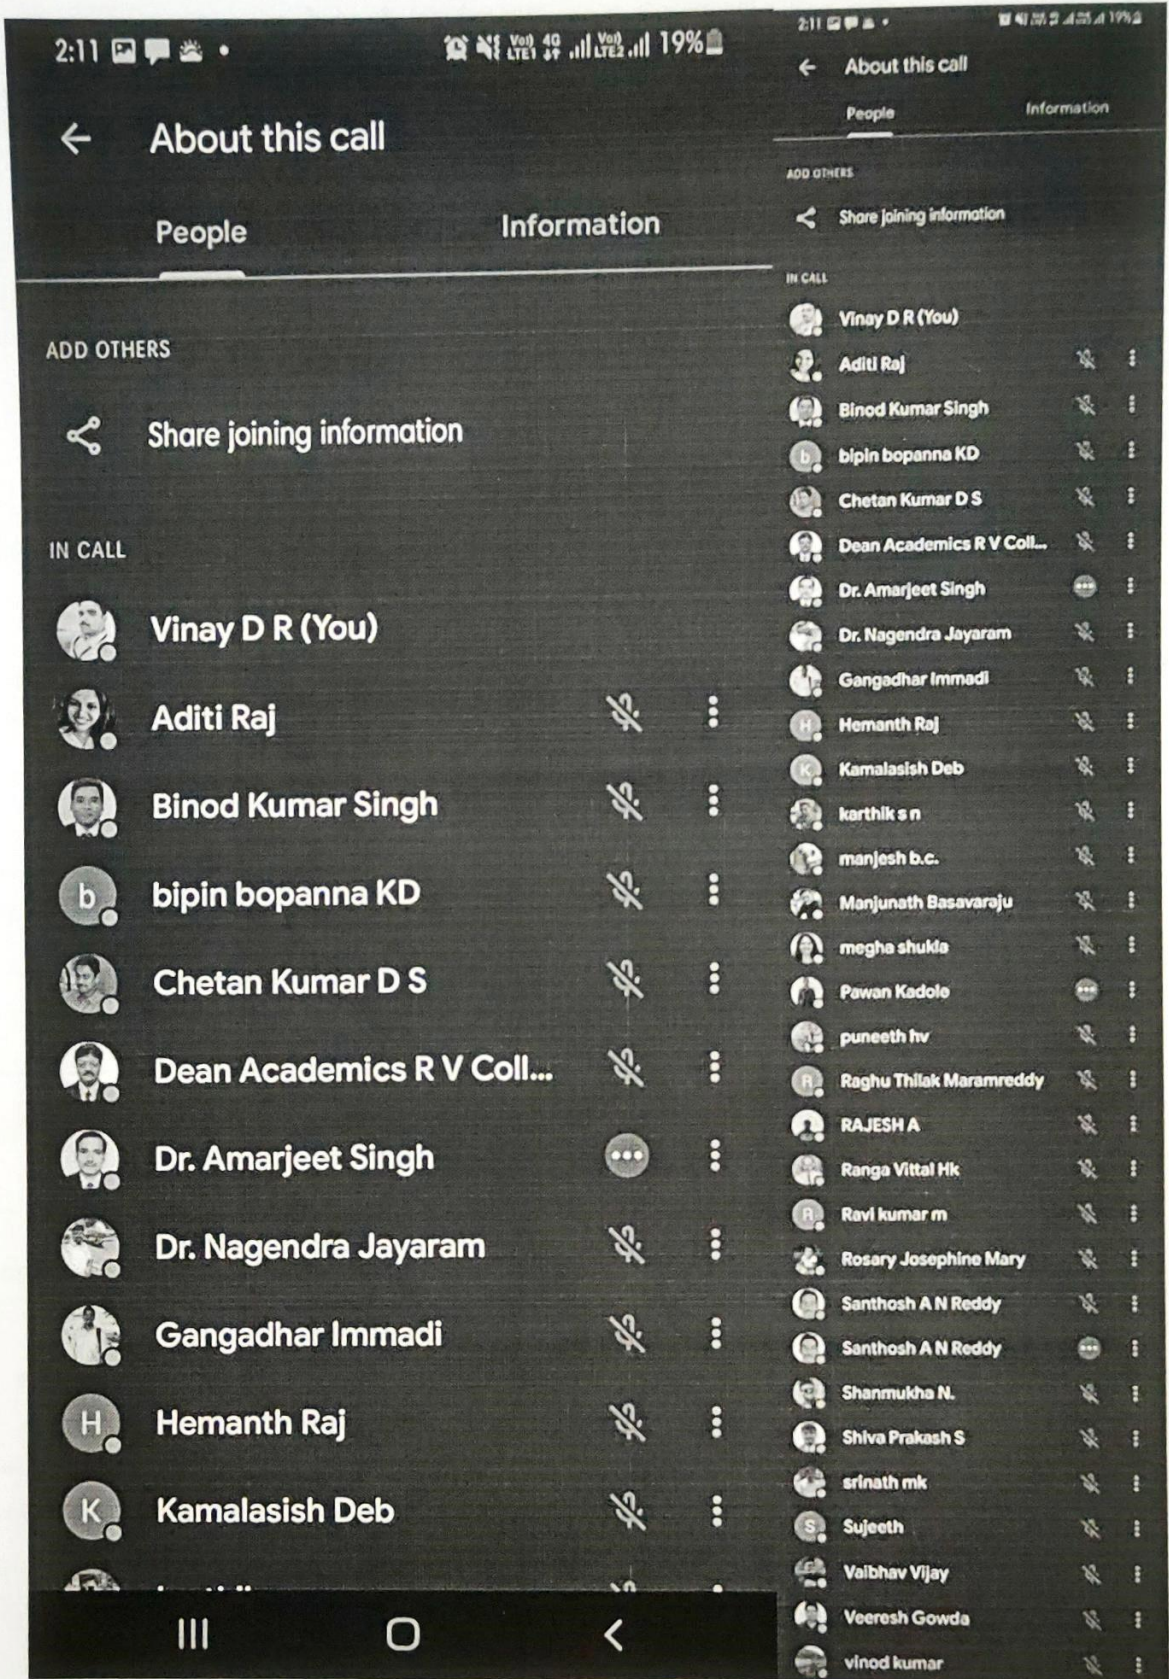 2:11 VoI) LTE1 4G VoI) LTE2 19%
About this call
People Information
ADD OTHERS
Share joining information
IN CALL
Vinay D R (You)
Aditi Raj
Binod Kumar Singh
b bipin bopanna KD
Chetan Kumar D S
Dean Academics R V Coll...
Dr. Amarjeet Singh
Dr. Nagendra Jayaram
Gangadhar Immadi
H Hemanth Raj
K Kamalasish Deb
2:11 19%
About this call
People Information
ADD OTHERS
Share joining information
IN CALL
Vinay D R (You)
Aditi Raj
Binod Kumar Singh
b bipin bopanna KD
Chetan Kumar D S
Dean Academics R V Coll...
Dr. Amarjeet Singh
Dr. Nagendra Jayaram
Gangadhar Immadi
H Hemanth Raj
K Kamalasish Deb
karthik s n
manjesh b.c.
Manjunath Basavaraju
megha shukla
Pawan Kadole
puneeth hv
R Raghu Thilak Maramreddy
RAJESH A
Ranga Vittal Hk
R Ravi kumar m
Rosary Josephine Mary
Santhosh A N Reddy
Santhosh A N Reddy
Shanmukha N.
Shiva Prakash S
srinath mk
S Sujeeth
Vaibhav Vijay
Veeresh Gowda
vinod kumar